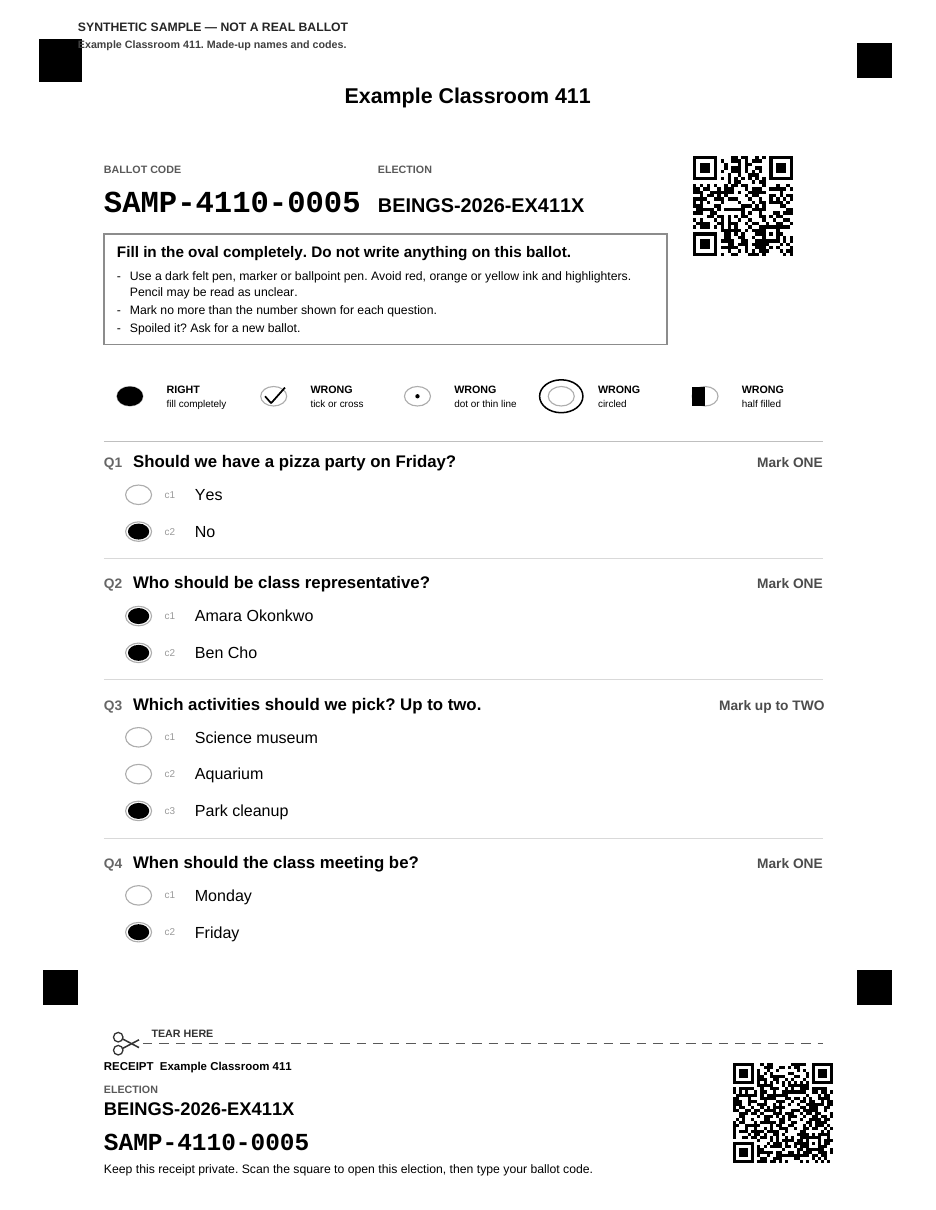 SYNTHETIC SAMPLE — NOT A REAL BALLOT
Example Classroom 411. Made-up names and codes.
Example Classroom 411
BALLOT CODE
ELECTION
SAMP-4110-0005
BEINGS-2026-EX411X
Fill in the oval completely. Do not write anything on this ballot.
- Use a dark felt pen, marker or ballpoint pen. Avoid red, orange or yellow ink and highlighters.
Pencil may be read as unclear.
- Mark no more than the number shown for each question.
- Spoiled it? Ask for a new ballot.
RIGHT
fill completely
WRONG
tick or cross
WRONG
dot or thin line
WRONG
circled
WRONG
half filled
Q1 Should we have a pizza party on Friday? Mark ONE
c1 Yes
c2 No
Q2 Who should be class representative? Mark ONE
c1 Amara Okonkwo
c2 Ben Cho
Q3 Which activities should we pick? Up to two. Mark up to TWO
c1 Science museum
c2 Aquarium
c3 Park cleanup
Q4 When should the class meeting be? Mark ONE
c1 Monday
c2 Friday
TEAR HERE
RECEIPT Example Classroom 411
ELECTION
BEINGS-2026-EX411X
SAMP-4110-0005
Keep this receipt private. Scan the square to open this election, then type your ballot code.